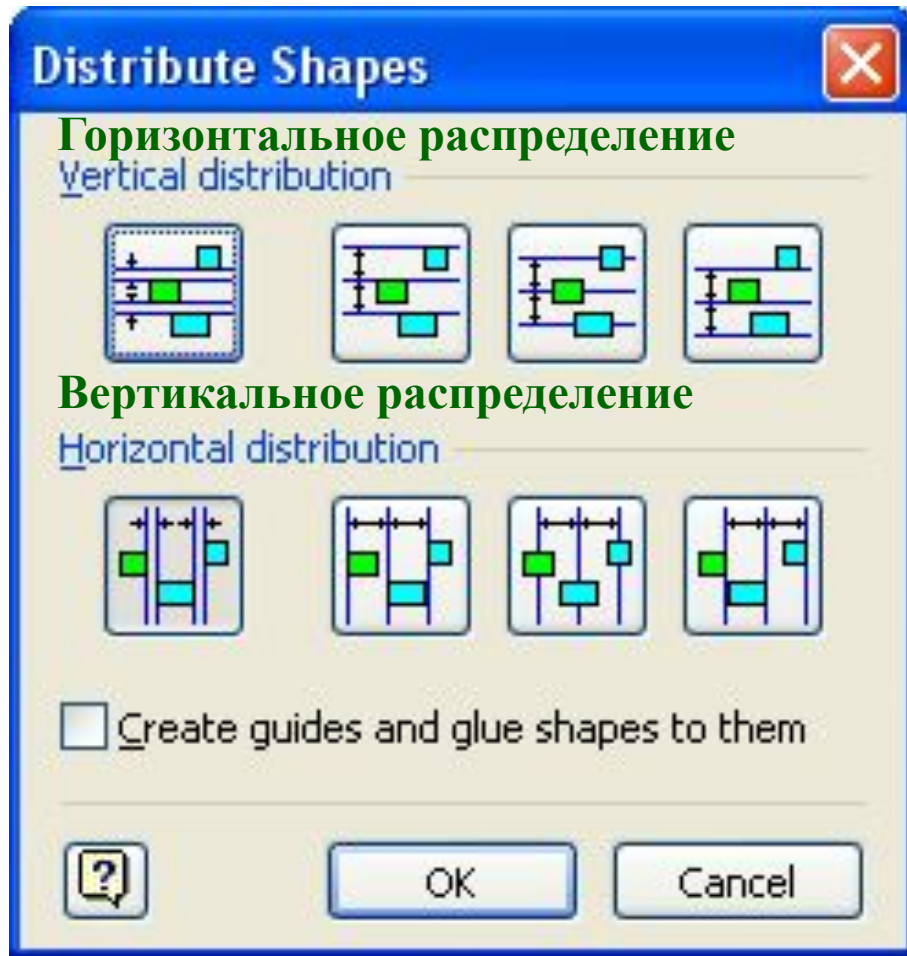 Distribute Shapes
Горизонтальное распределение
Vertical distribution
Вертикальное распределение
Horizontal distribution
Create guides and glue shapes to them
?
OK Cancel